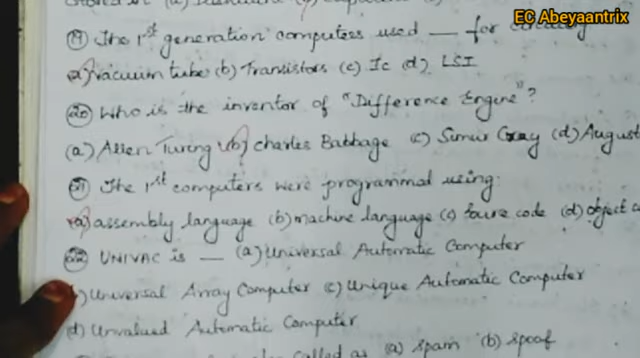 EC Abeyaantrix
(19) The 1st generation computers used — for
(a) vacuum tube (b) Transistors (c) Ic (d) LSI
(20) Who is the inventor of "Difference Engine"?
(a) Allen Turing (b) charles Babbage (c) Simur Cray (d) August
(21) The 1st computers were programmed using
(a) assembly language (b) machine language (c) code (d) object
(22) UNIVAC is — (a) Universal Automatic Computer
(b) Universal Array Computer (c) Unique Automatic Computer
(d) Unvalued Automatic Computer
called as (a) spam (b) spoof